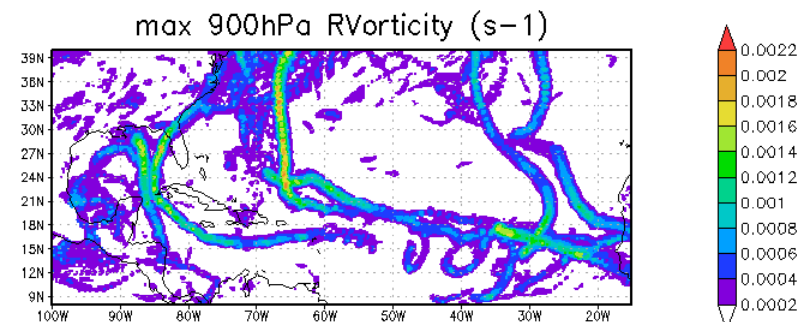 max 900hPa RVorticity (s−1)
39N
36N
33N
30N
27N
24N
21N
18N
15N
12N
9N
100W 90W 80W 70W 60W 50W 40W 30W 20W
0.0022
0.002
0.0018
0.0016
0.0014
0.0012
0.001
0.0008
0.0006
0.0004
0.0002